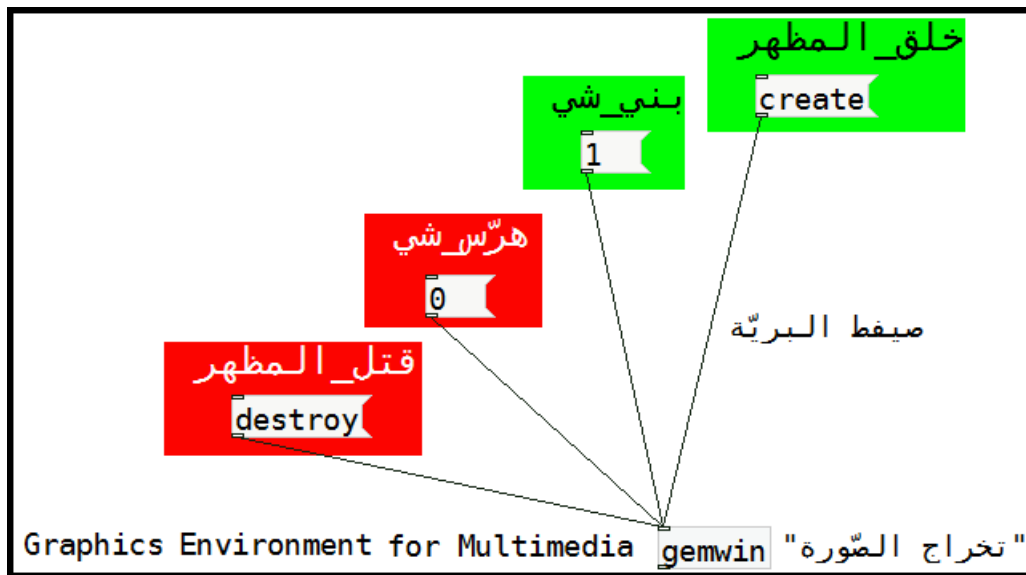 خلق_المظهر
create
بني_شي
1
هرّس_شي
0
صيفط البريّة
قتل_المظهر
destroy
Graphics Environment for Multimedia gemwin "تخراج الصّورة"